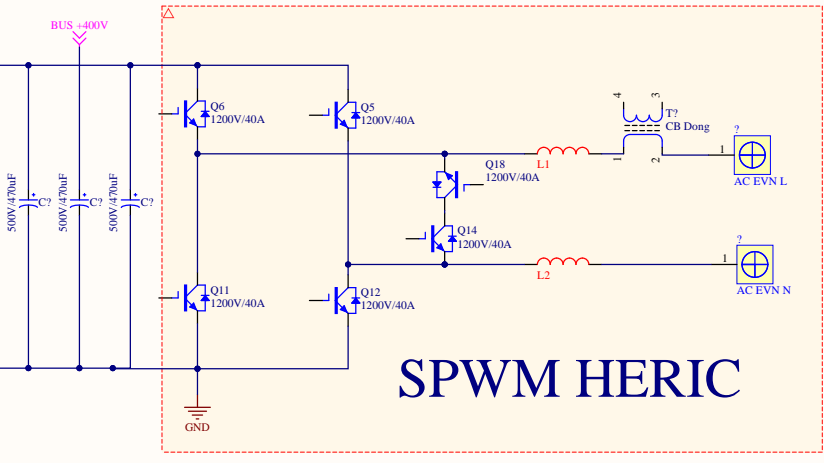 BUS +400V
Q6
1200V/40A
Q5
1200V/40A
4
3
T?
CB Dong
1
2
L1
?
1
AC EVN L
Q18
1200V/40A
500V/470uF
C?
500V/470uF
C?
500V/470uF
C?
Q14
1200V/40A
L2
?
1
AC EVN N
Q11
1200V/40A
Q12
1200V/40A
SPWM HERIC
GND